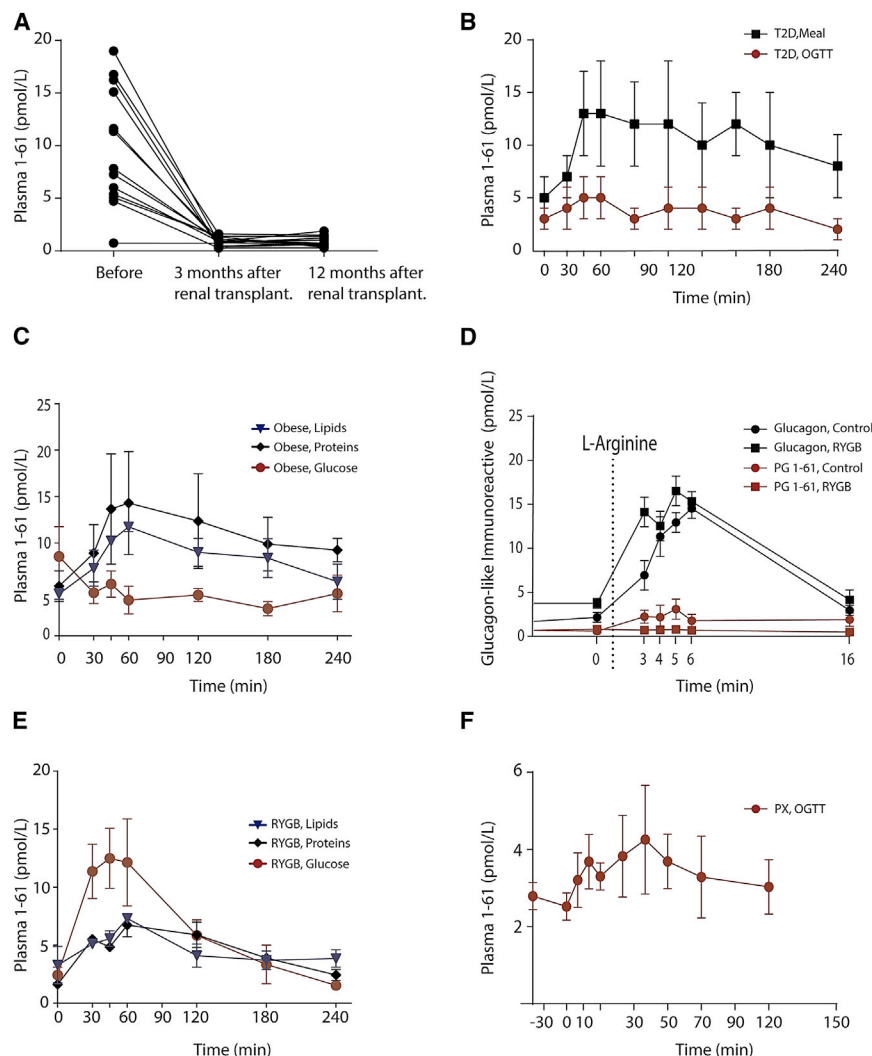 A
Plasma 1-61 (pmol/L)
20
15
10
5
0
Before
3 months after
renal transplant.
12 months after
renal transplant.
B
Plasma 1-61 (pmol/L)
20
15
10
5
0
T2D,Meal
T2D, OGTT
0 30 60 90 120 180 240
Time (min)
C
Plasma 1-61 (pmol/L)
25
20
15
10
5
0
Obese, Lipids
Obese, Proteins
Obese, Glucose
0 30 60 120 180 240
Time (min)
D
Glucagon-like Immunoreactive (pmol/L)
25
20
15
10
5
0
L-Arginine
Glucagon, Control
Glucagon, RYGB
PG 1-61, Control
PG 1-61, RYGB
0 3 4 5 6 16
Time (min)
E
Plasma 1-61 (pmol/L)
20
15
10
5
0
RYGB, Lipids
RYGB, Proteins
RYGB, Glucose
0 30 60 120 180 240
Time (min)
F
Plasma 1-61 (pmol/L)
6
4
2
0
PX, OGTT
-30 0 10 10 30 50 70 90 120 150
Time (min)